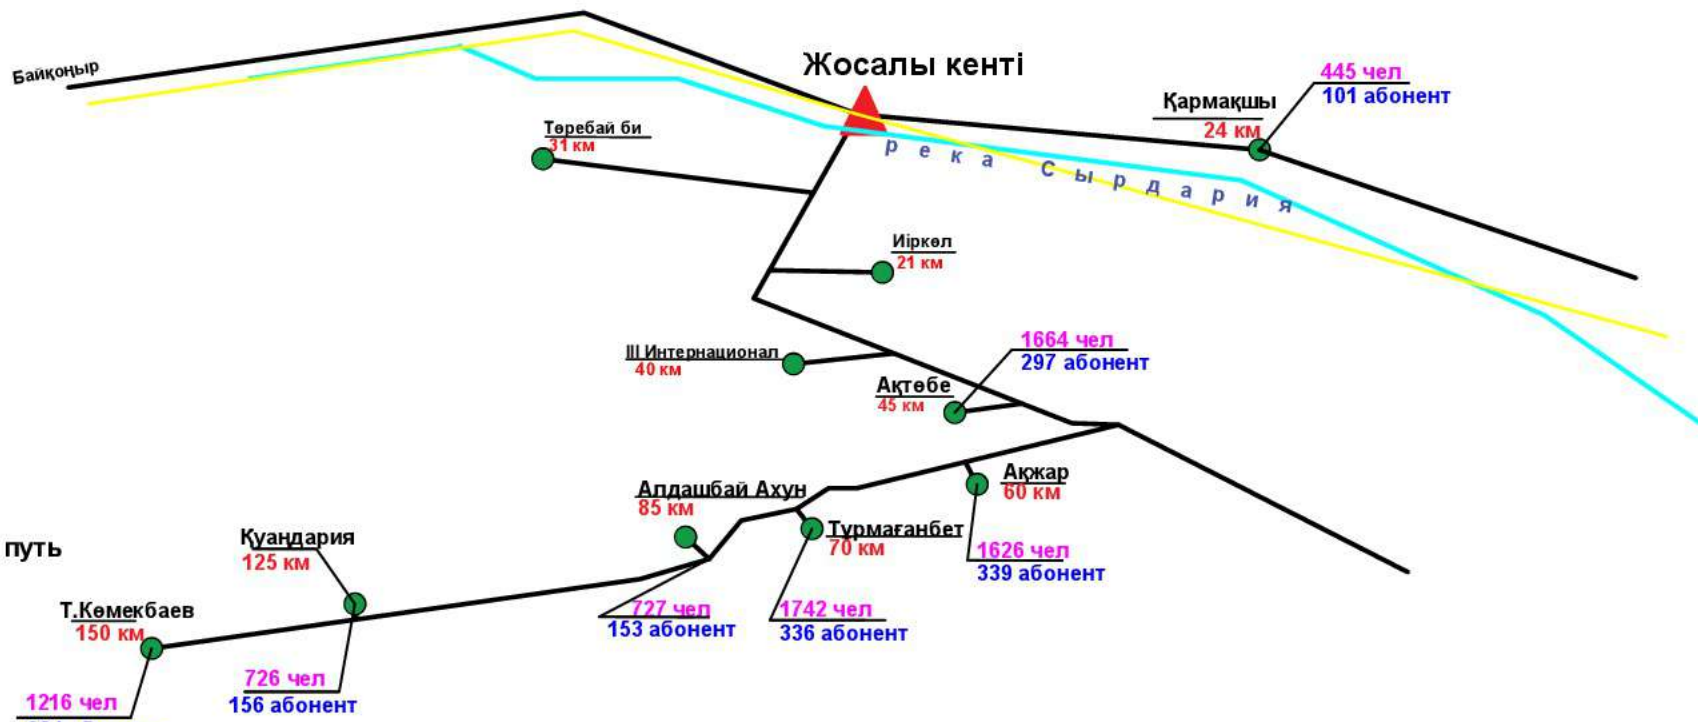 Байқоңыр
Жосалы кенті
445 чел
101 абонент
Қармақшы
24 км
Төребай би
31 км
река Сырдария
Иіркөл
21 км
III Интернационал
40 км
1664 чел
297 абонент
Ақтөбе
45 км
Ақжар
60 км
1626 чел
339 абонент
Алдашбай Ахун
85 км
Тұрмағанбет
70 км
727 чел
153 абонент
1742 чел
336 абонент
путь
Қуаңдария
125 км
726 чел
156 абонент
Т.Көмекбаев
150 км
1216 чел